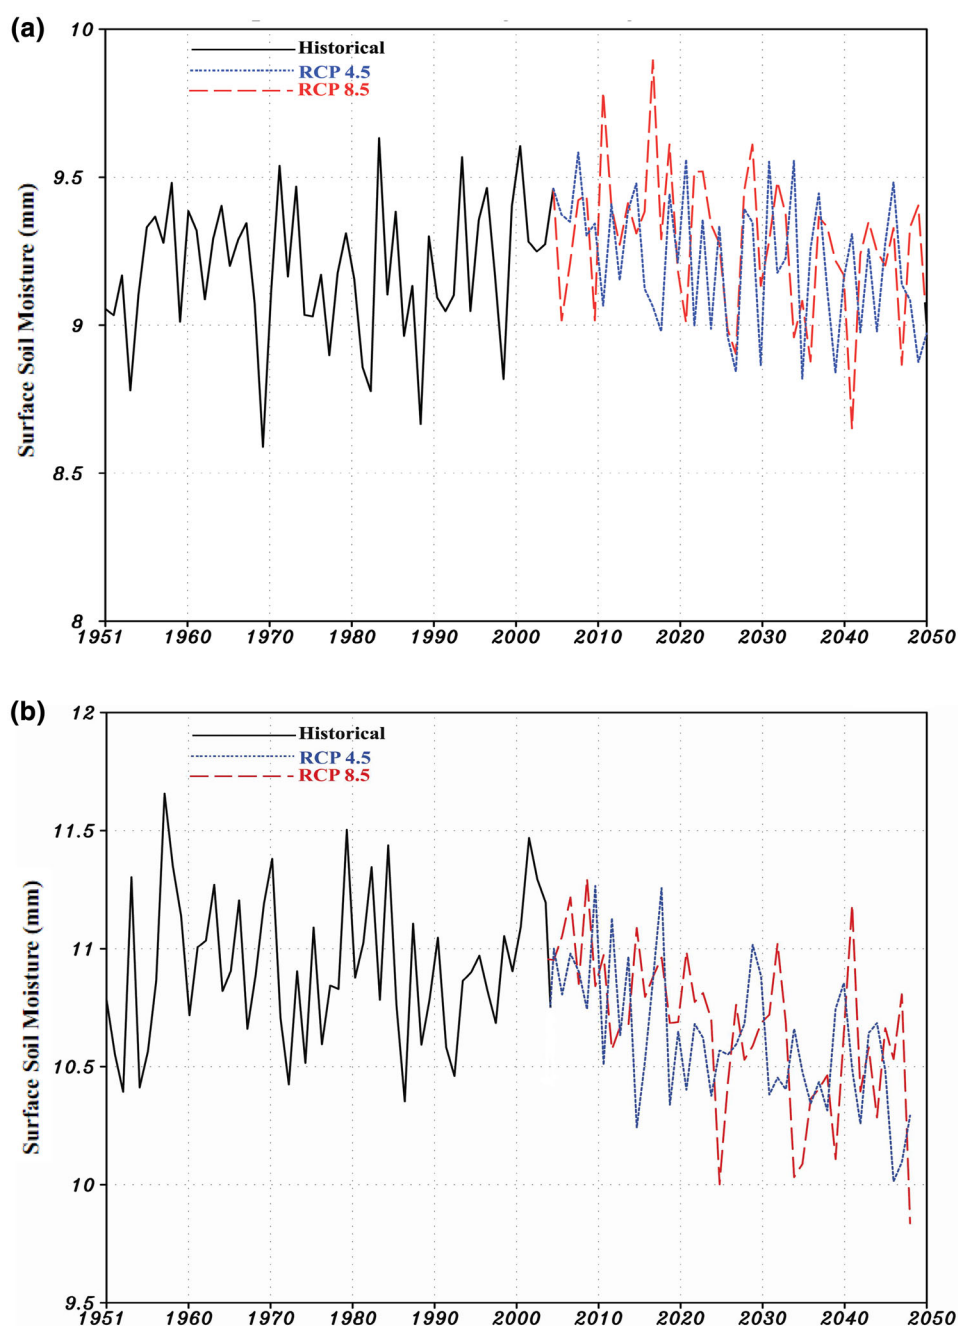 (a)
10
Historical
RCP 4.5
RCP 8.5
9.5
9
8.5
8
Surface Soil Moisture (mm)
1951 1960 1970 1980 1990 2000 2010 2020 2030 2040 2050
(b)
12
Historical
RCP 4.5
RCP 8.5
11.5
11
10.5
10
9.5
Surface Soil Moisture (mm)
1951 1960 1970 1980 1990 2000 2010 2020 2030 2040 2050